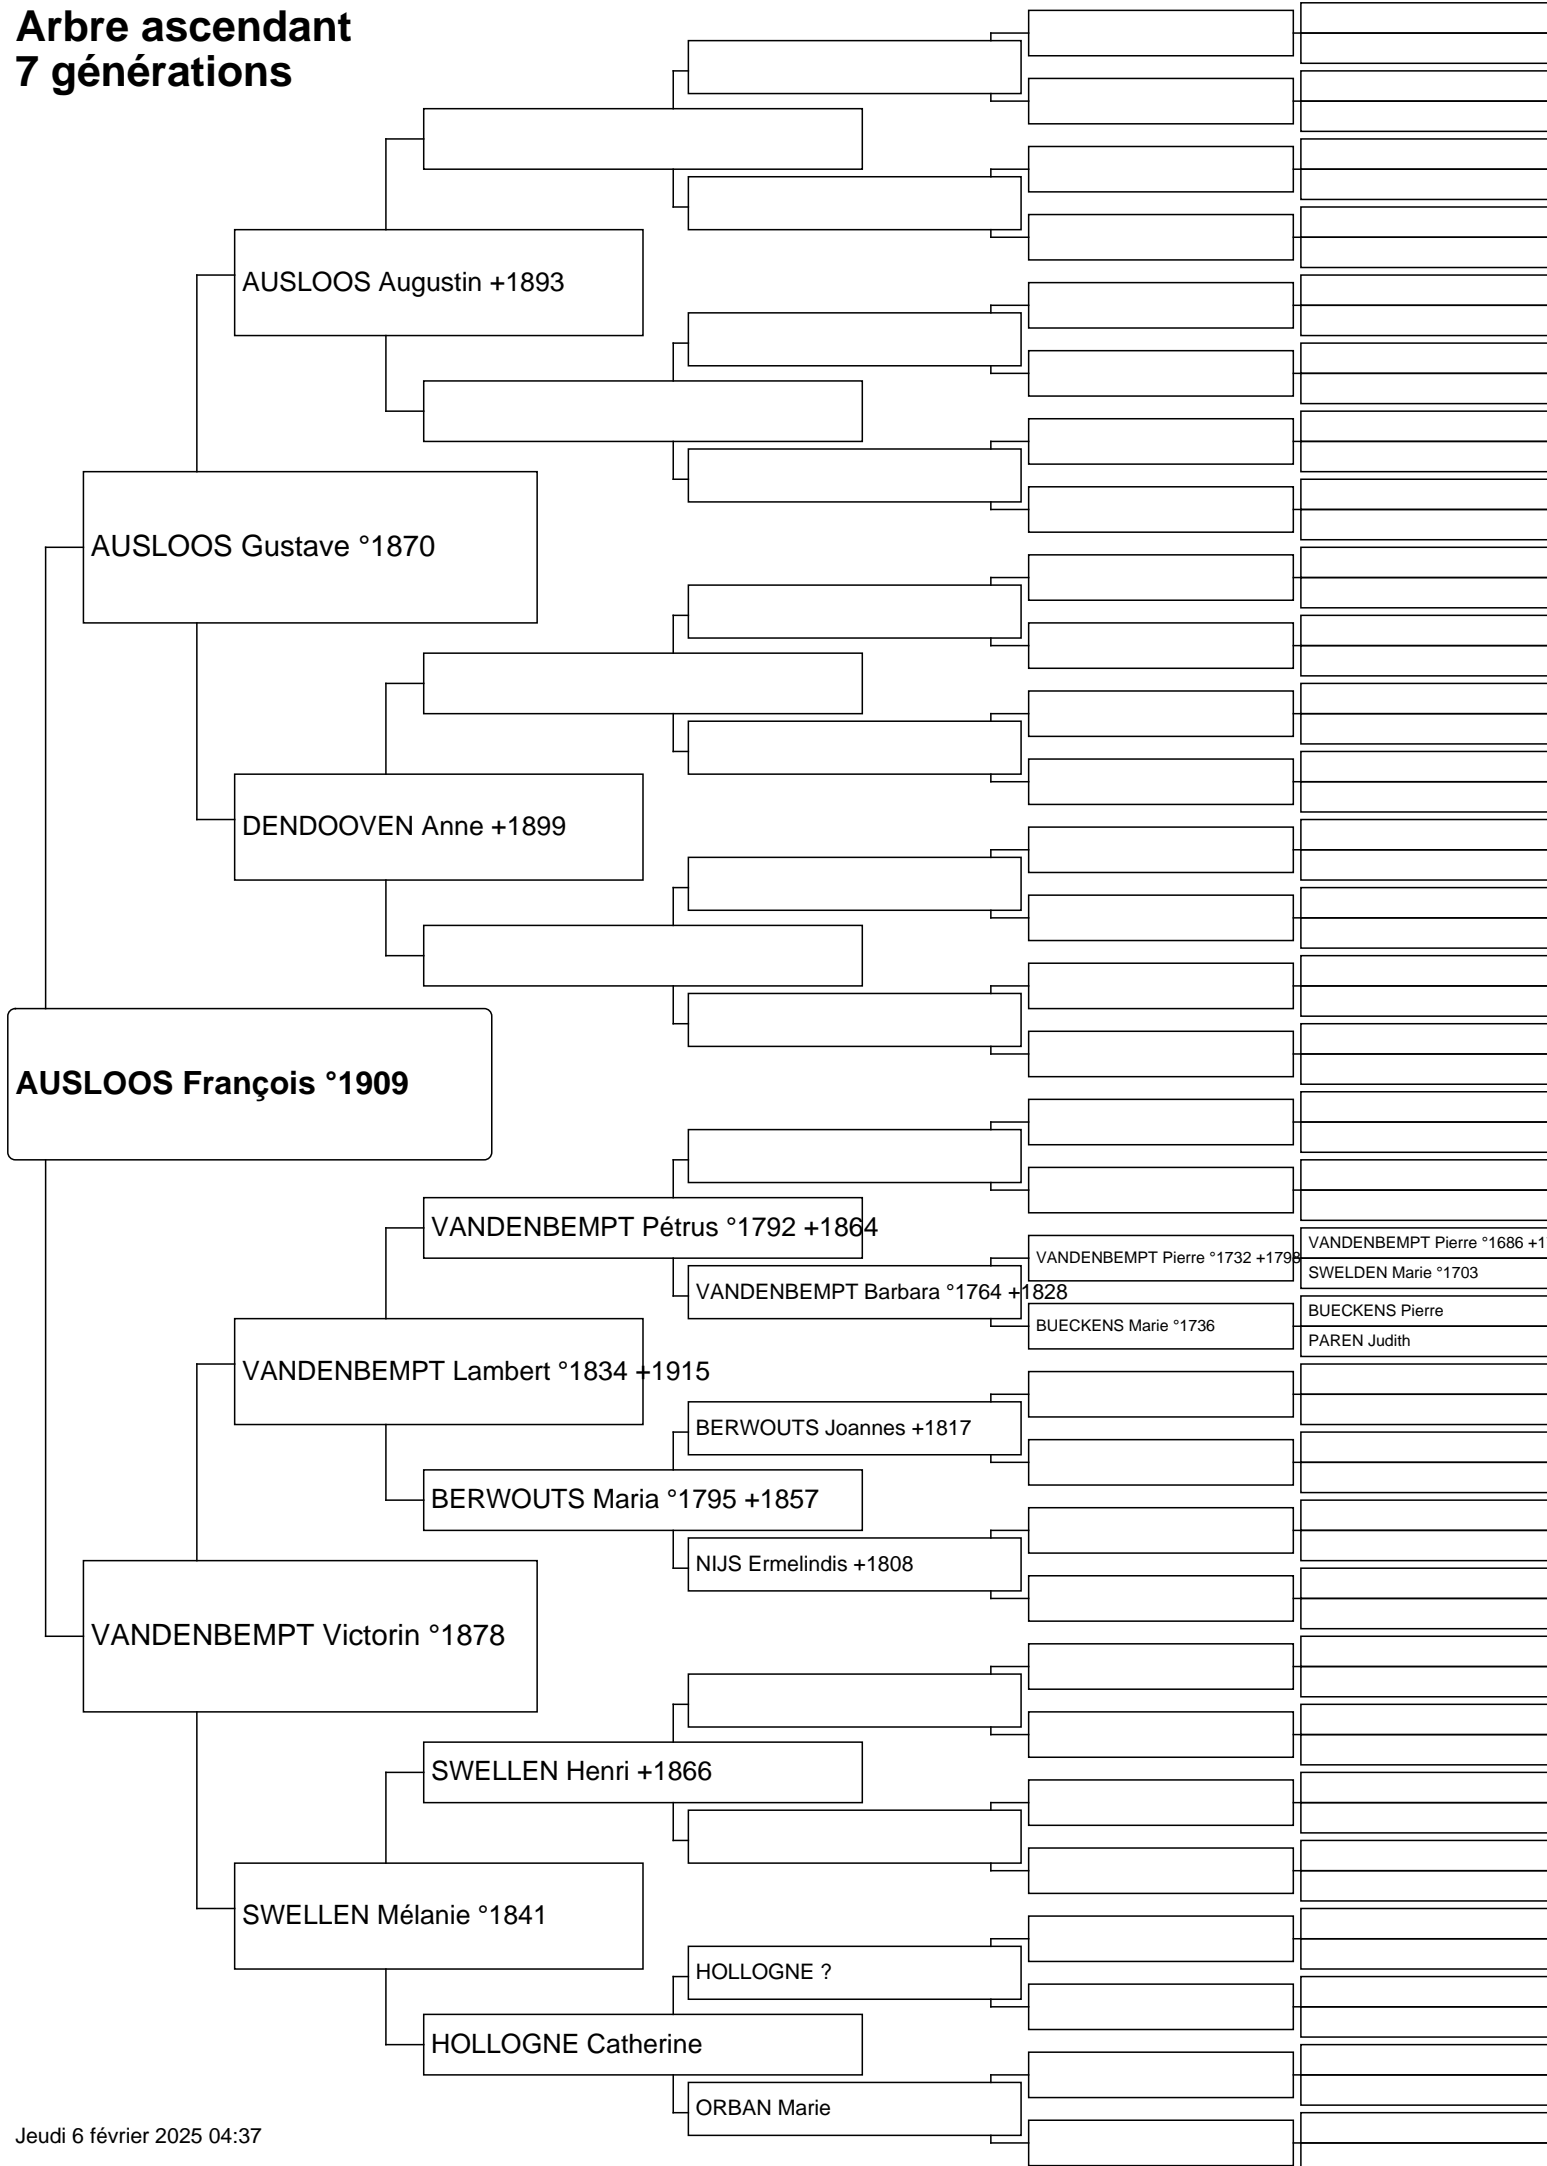 Arbre ascendant
7 générations
AUSLOOS Augustin +1893
AUSLOOS Gustave °1870
DENDOOVEN Anne +1899
AUSLOOS François °1909
VANDENBEMPT Pétrus °1792 +1864
VANDENBEMPT Pierre °1732 +1798
VANDENBEMPT Pierre °1686 +1
SWELDEN Marie °1703
VANDENBEMPT Barbara °1764 +1828
BUECKENS Marie °1736
BUECKENS Pierre
PAREN Judith
VANDENBEMPT Lambert °1834 +1915
BERWOUTS Joannes +1817
BERWOUTS Maria °1795 +1857
NIJS Ermelindis +1808
VANDENBEMPT Victorin °1878
SWELLEN Henri +1866
SWELLEN Mélanie °1841
HOLLOGNE ?
HOLLOGNE Catherine
ORBAN Marie
Jeudi 6 février 2025 04:37